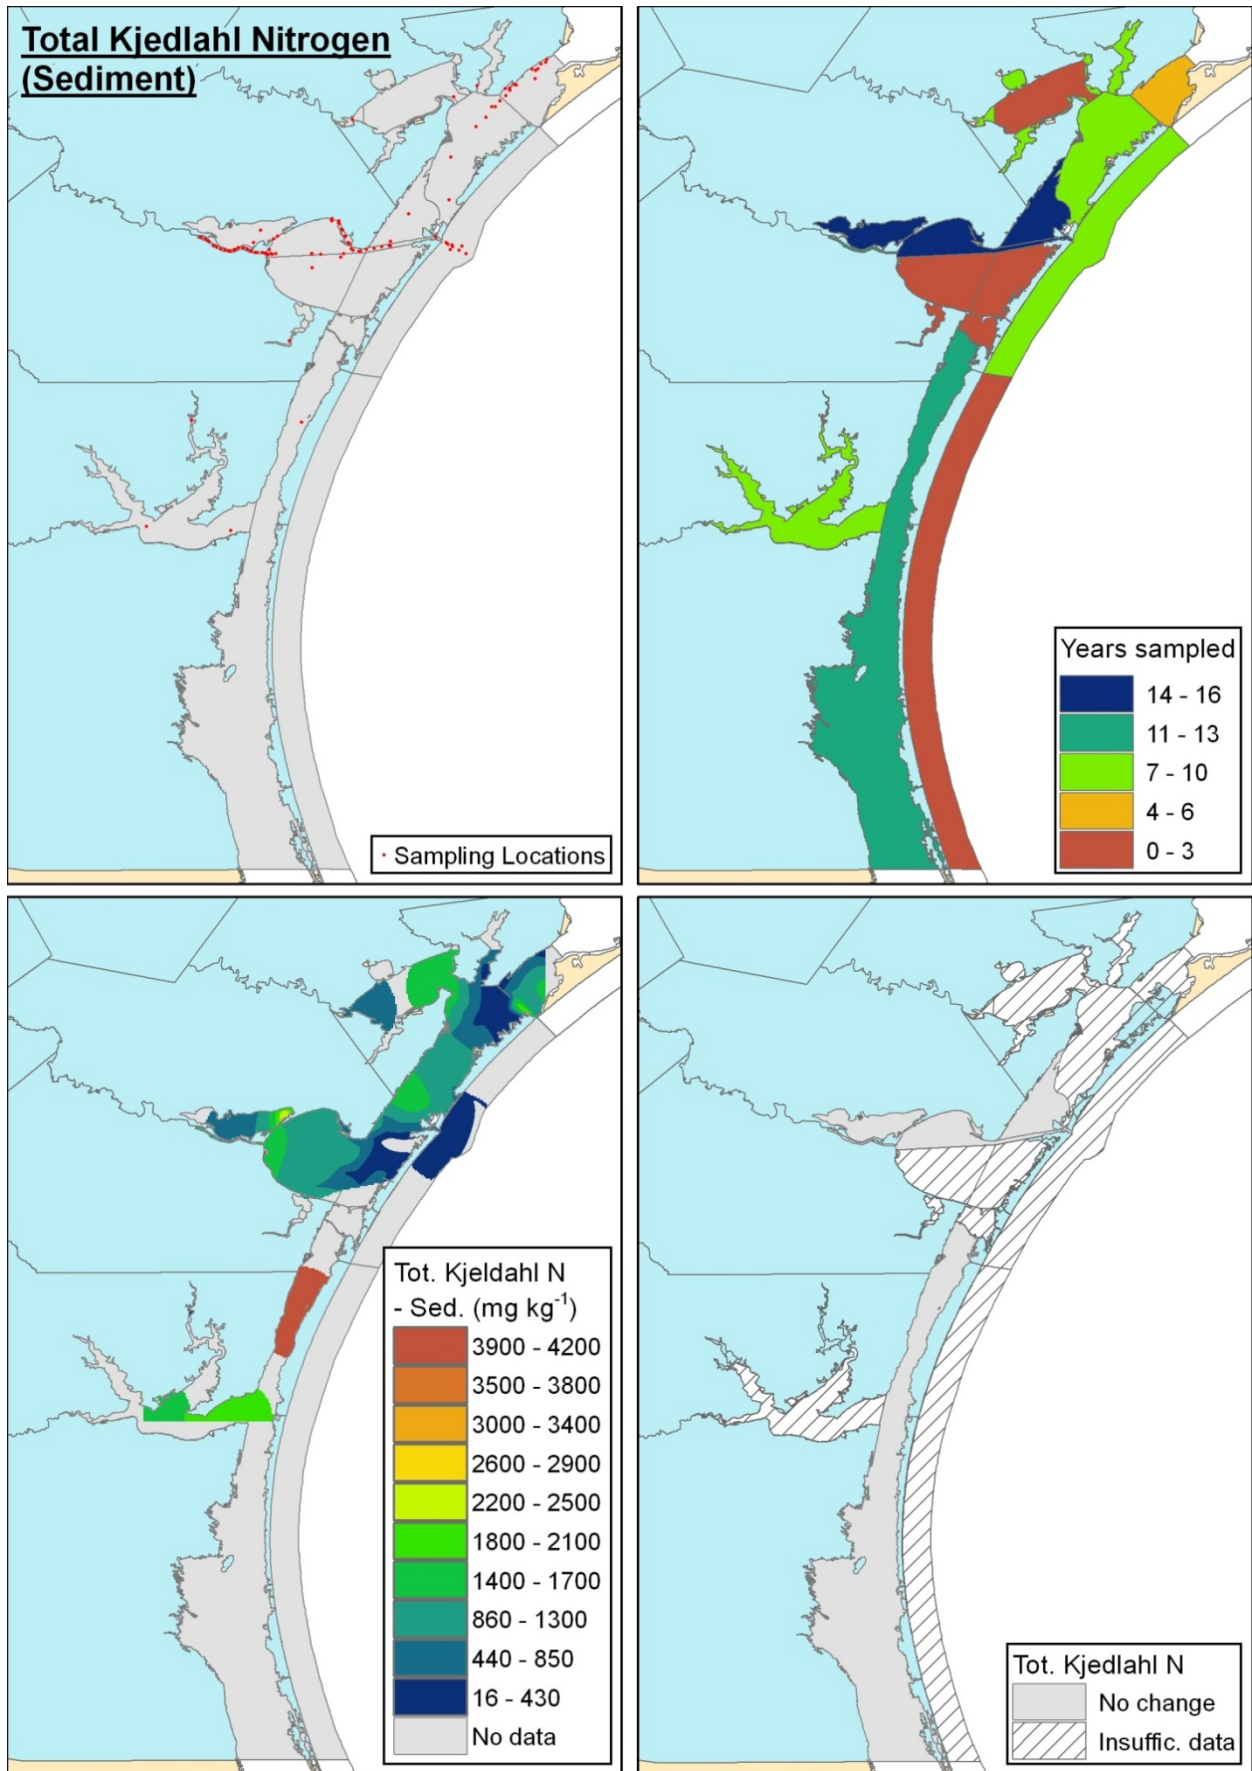 Total Kjedlahl Nitrogen
(Sediment)
Sampling Locations
Years sampled
14 - 16
11 - 13
7 - 10
4 - 6
0 - 3
Tot. Kjeldahl N
- Sed. (mg kg⁻¹)
3900 - 4200
3500 - 3800
3000 - 3400
2600 - 2900
2200 - 2500
1800 - 2100
1400 - 1700
860 - 1300
440 - 850
16 - 430
No data
Tot. Kjedlahl N
No change
Insuffic. data